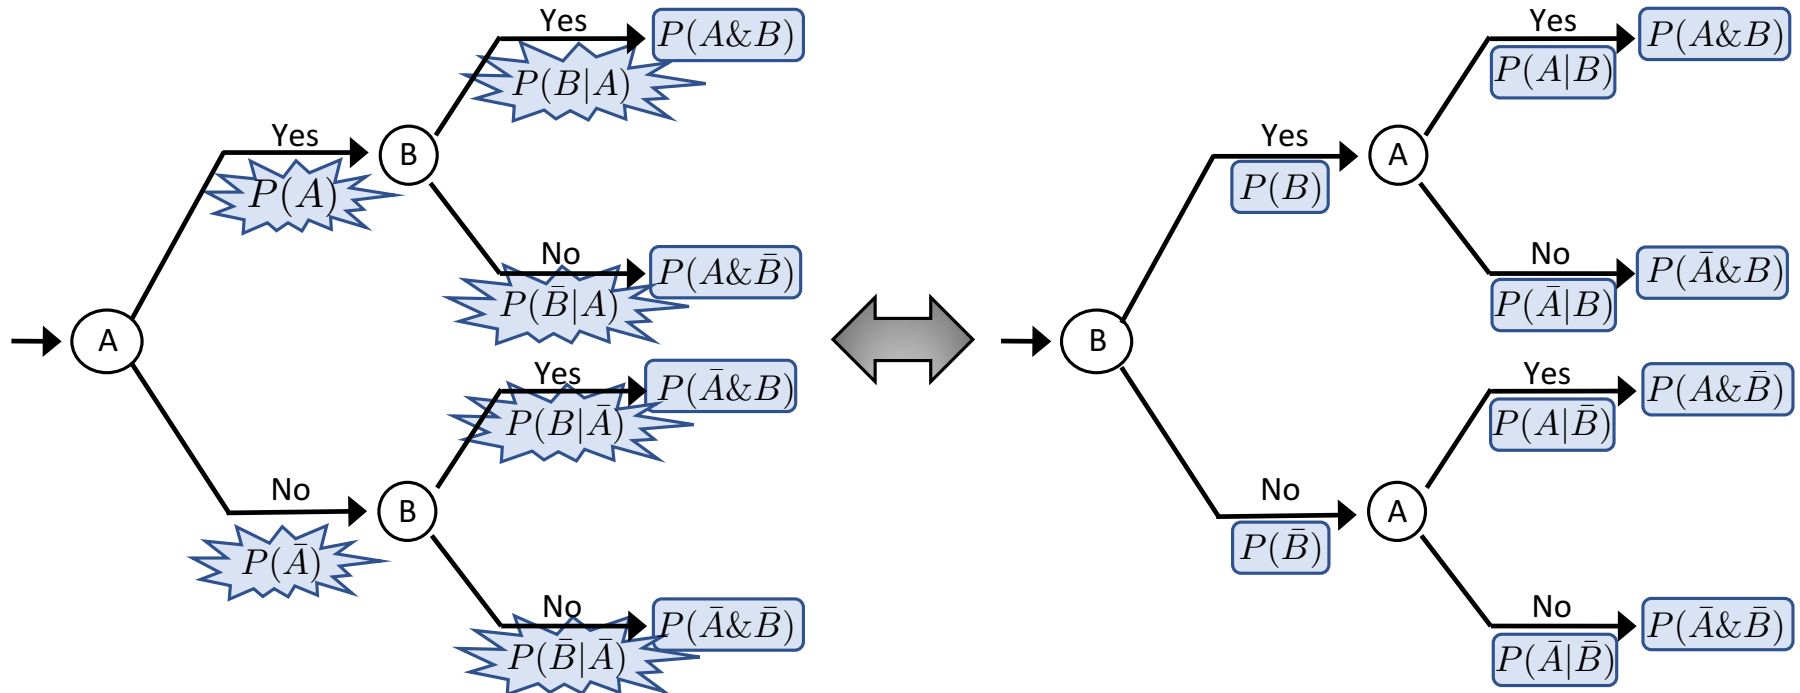 Yes
P(A&B)
P(B|A)
Yes
B
P(A)
No
P(A&B̄)
P(B̄|A)
A
Yes
P(Ā&B)
P(B|Ā)
No
B
P(Ā)
No
P(Ā&B̄)
P(B̄|Ā)
Yes
P(A&B)
P(A|B)
Yes
A
P(B)
No
P(Ā&B)
P(Ā|B)
B
Yes
P(A&B̄)
P(A|B̄)
No
A
P(B̄)
No
P(Ā&B̄)
P(Ā|B̄)